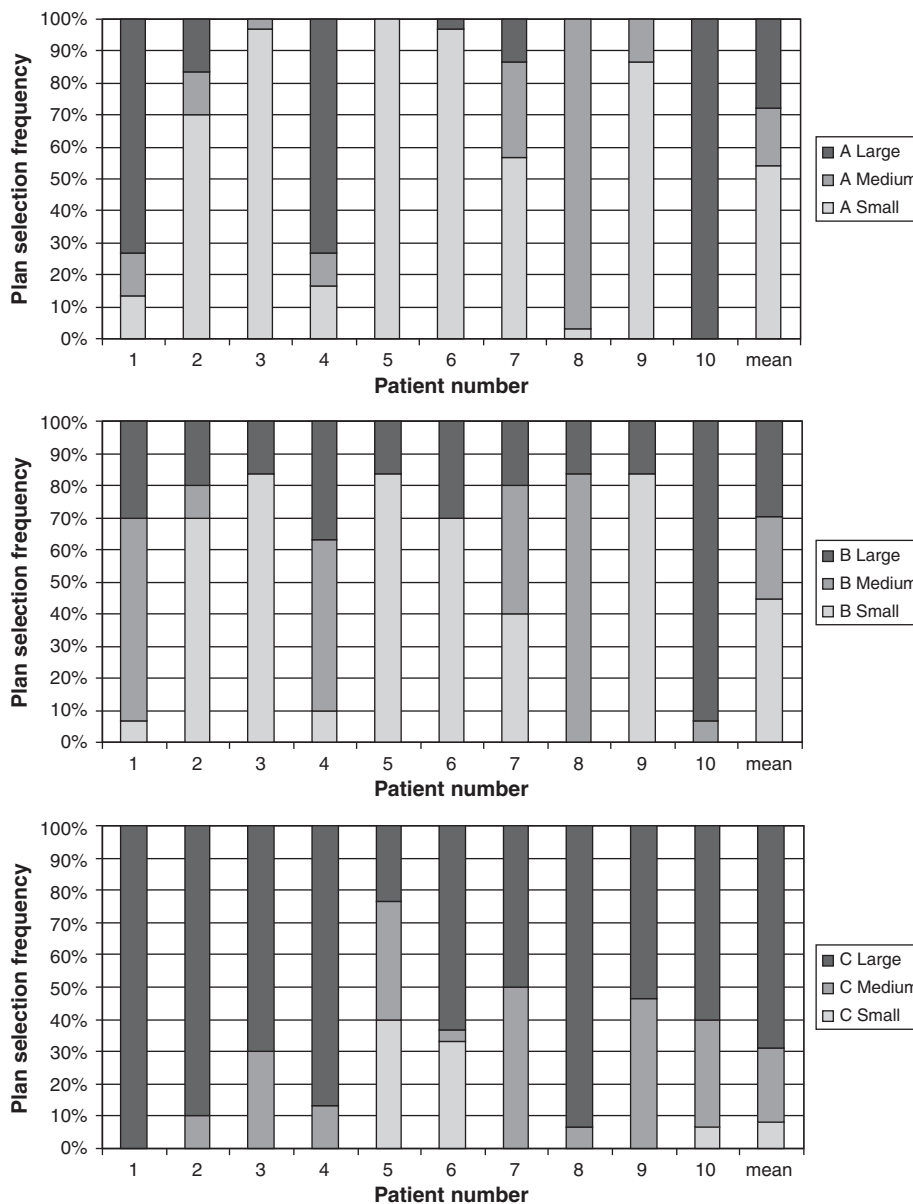 100%
90%
80%
70%
60%
50%
40%
30%
20%
10%
0%
Plan selection frequency
1 2 3 4 5 6 7 8 9 10 mean
Patient number
A Large
A Medium
A Small
100%
90%
80%
70%
60%
50%
40%
30%
20%
10%
0%
Plan selection frequency
1 2 3 4 5 6 7 8 9 10 mean
Patient number
B Large
B Medium
B Small
100%
90%
80%
70%
60%
50%
40%
30%
20%
10%
0%
Plan selection frequency
1 2 3 4 5 6 7 8 9 10 mean
Patient number
C Large
C Medium
C Small